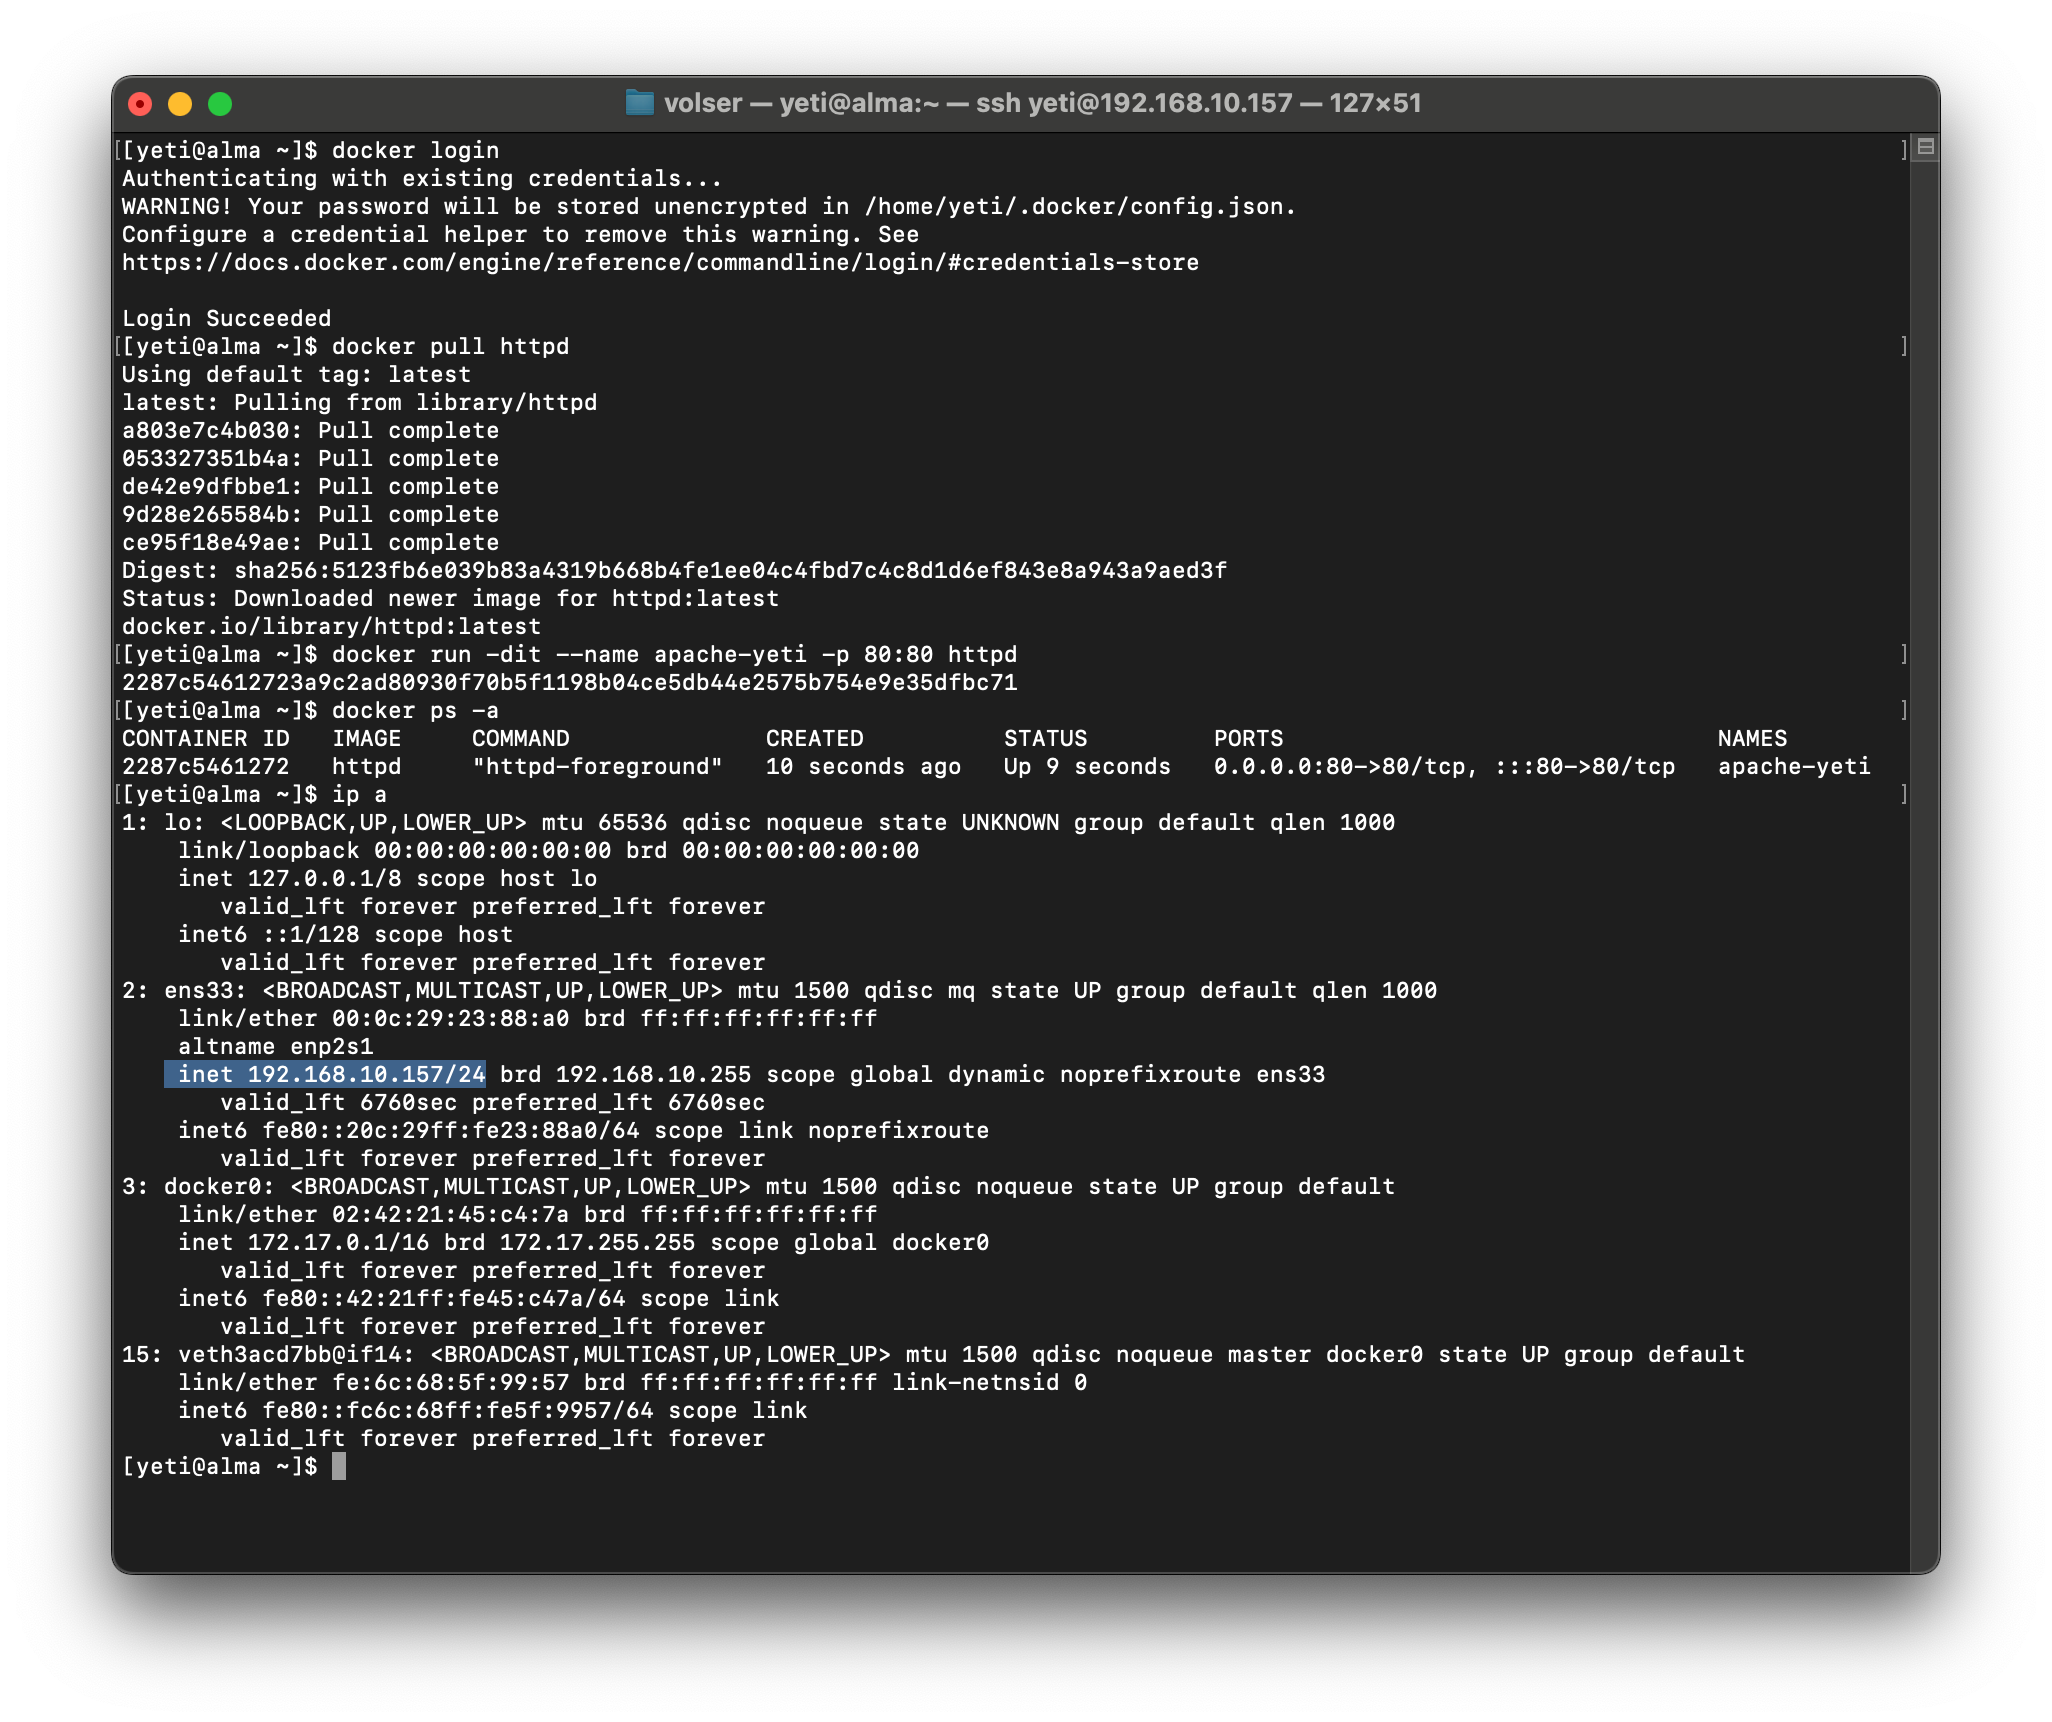 volser — yeti@alma:~ — ssh yeti@192.168.10.157 — 127×51
[[yeti@alma ~]$ docker login ]
Authenticating with existing credentials...
WARNING! Your password will be stored unencrypted in /home/yeti/.docker/config.json.
Configure a credential helper to remove this warning. See
https://docs.docker.com/engine/reference/commandline/login/#credentials-store

Login Succeeded
[[yeti@alma ~]$ docker pull httpd ]
Using default tag: latest
latest: Pulling from library/httpd
a803e7c4b030: Pull complete
053327351b4a: Pull complete
de42e9dfbbe1: Pull complete
9d28e265584b: Pull complete
ce95f18e49ae: Pull complete
Digest: sha256:5123fb6e039b83a4319b668b4fe1ee04c4fbd7c4c8d1d6ef843e8a943a9aed3f
Status: Downloaded newer image for httpd:latest
docker.io/library/httpd:latest
[[yeti@alma ~]$ docker run -dit --name apache-yeti -p 80:80 httpd ]
2287c54612723a9c2ad80930f70b5f1198b04ce5db44e2575b754e9e35dfbc71
[[yeti@alma ~]$ docker ps -a ]
CONTAINER ID   IMAGE     COMMAND              CREATED          STATUS         PORTS                               NAMES
2287c5461272   httpd     "httpd-foreground"   10 seconds ago   Up 9 seconds   0.0.0.0:80->80/tcp, :::80->80/tcp   apache-yeti
[[yeti@alma ~]$ ip a ]
1: lo: <LOOPBACK,UP,LOWER_UP> mtu 65536 qdisc noqueue state UNKNOWN group default qlen 1000
    link/loopback 00:00:00:00:00:00 brd 00:00:00:00:00:00
    inet 127.0.0.1/8 scope host lo
       valid_lft forever preferred_lft forever
    inet6 ::1/128 scope host
       valid_lft forever preferred_lft forever
2: ens33: <BROADCAST,MULTICAST,UP,LOWER_UP> mtu 1500 qdisc mq state UP group default qlen 1000
    link/ether 00:0c:29:23:88:a0 brd ff:ff:ff:ff:ff:ff
    altname enp2s1
    inet 192.168.10.157/24 brd 192.168.10.255 scope global dynamic noprefixroute ens33
       valid_lft 6760sec preferred_lft 6760sec
    inet6 fe80::20c:29ff:fe23:88a0/64 scope link noprefixroute
       valid_lft forever preferred_lft forever
3: docker0: <BROADCAST,MULTICAST,UP,LOWER_UP> mtu 1500 qdisc noqueue state UP group default
    link/ether 02:42:21:45:c4:7a brd ff:ff:ff:ff:ff:ff
    inet 172.17.0.1/16 brd 172.17.255.255 scope global docker0
       valid_lft forever preferred_lft forever
    inet6 fe80::42:21ff:fe45:c47a/64 scope link
       valid_lft forever preferred_lft forever
15: veth3acd7bb@if14: <BROADCAST,MULTICAST,UP,LOWER_UP> mtu 1500 qdisc noqueue master docker0 state UP group default
    link/ether fe:6c:68:5f:99:57 brd ff:ff:ff:ff:ff:ff link-netnsid 0
    inet6 fe80::fc6c:68ff:fe5f:9957/64 scope link
       valid_lft forever preferred_lft forever
[yeti@alma ~]$